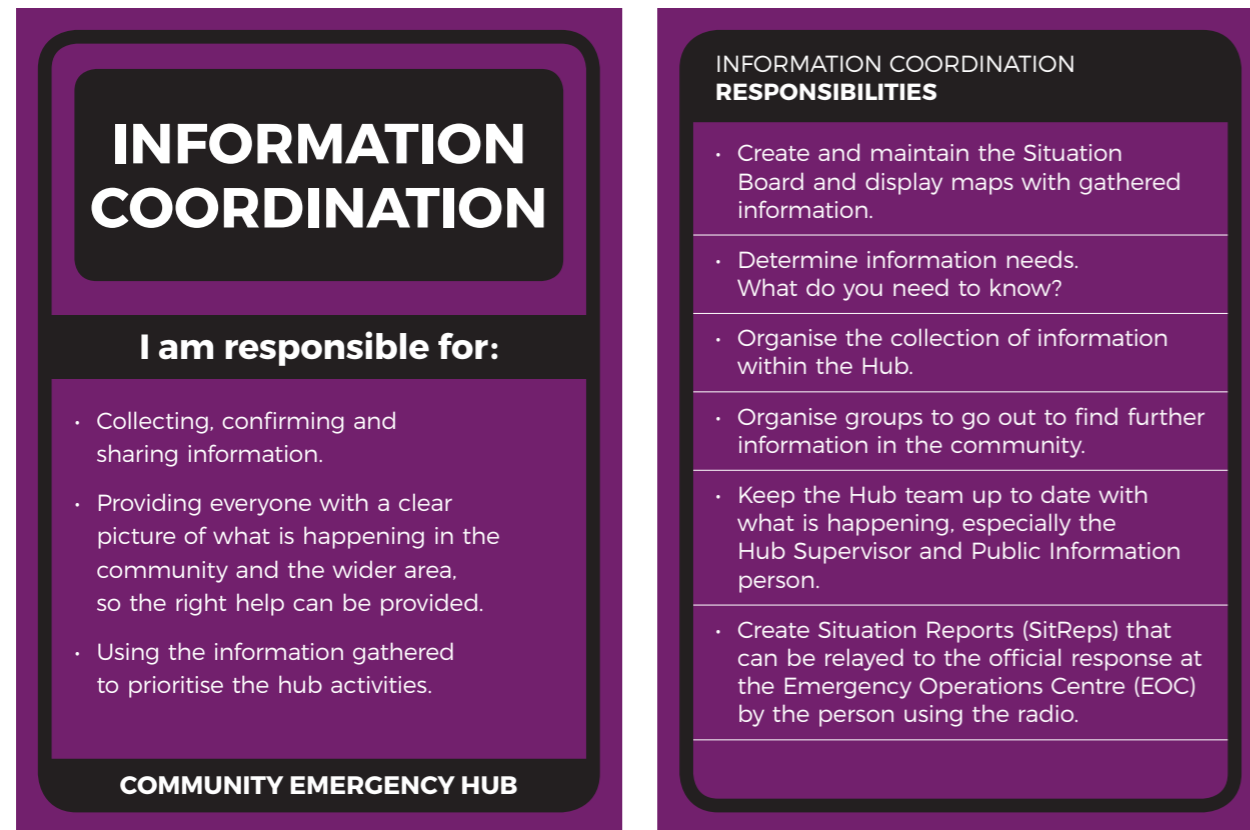 INFORMATION
COORDINATION
I am responsible for:
• Collecting, confirming and
sharing information.
• Providing everyone with a clear
picture of what is happening in the
community and the wider area,
so the right help can be provided.
• Using the information gathered
to prioritise the hub activities.
COMMUNITY EMERGENCY HUB
INFORMATION COORDINATION
RESPONSIBILITIES
• Create and maintain the Situation
Board and display maps with gathered
information.
• Determine information needs.
What do you need to know?
• Organise the collection of information
within the Hub.
• Organise groups to go out to find further
information in the community.
• Keep the Hub team up to date with
what is happening, especially the
Hub Supervisor and Public Information
person.
• Create Situation Reports (SitReps) that
can be relayed to the official response at
the Emergency Operations Centre (EOC)
by the person using the radio.